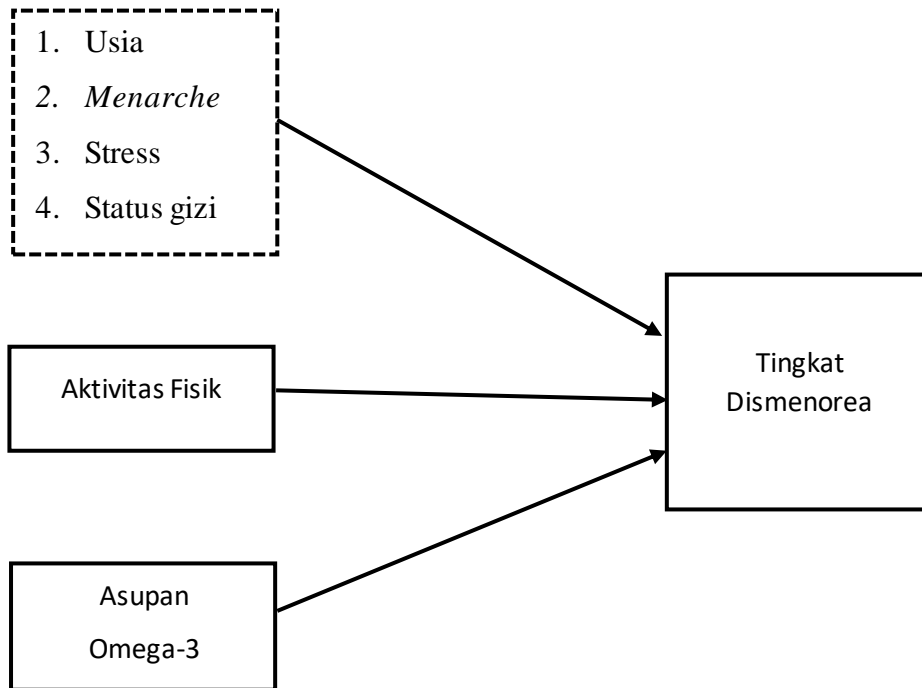 1. Usia
2. Menarche
3. Stress
4. Status gizi
Aktivitas Fisik
Tingkat
Dismenorea
Asupan
Omega-3